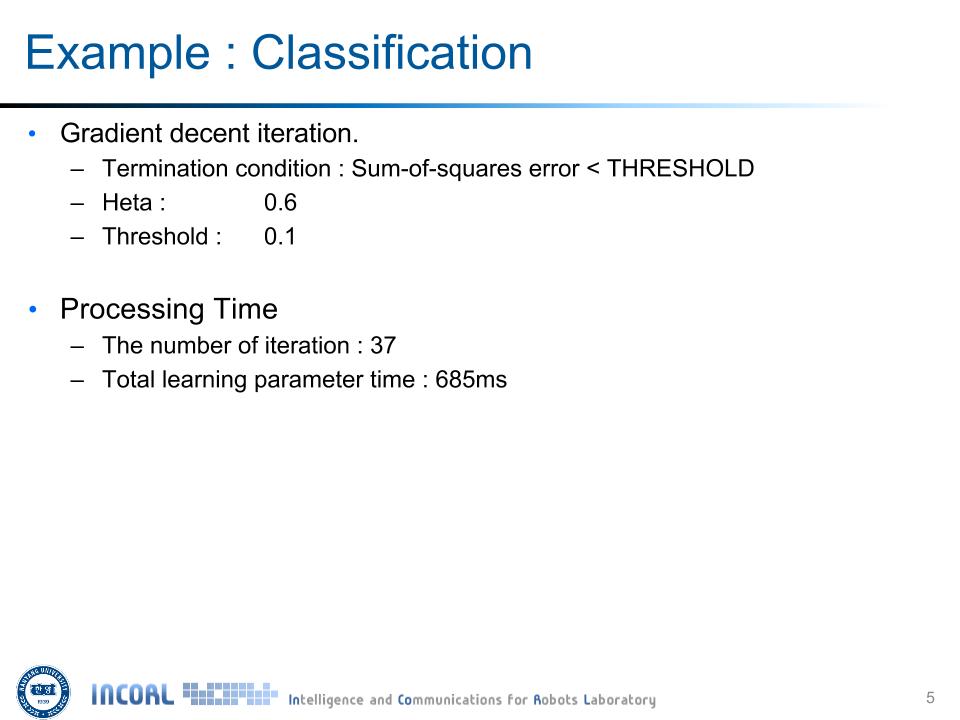 Example : Classification
• Gradient decent iteration.
– Termination condition : Sum-of-squares error < THRESHOLD
– Heta : 0.6
– Threshold : 0.1
• Processing Time
– The number of iteration : 37
– Total learning parameter time : 685ms
HANYANG UNIVERSITY
한양
1939
INCORL
Intelligence and Communications for Robots Laboratory
5